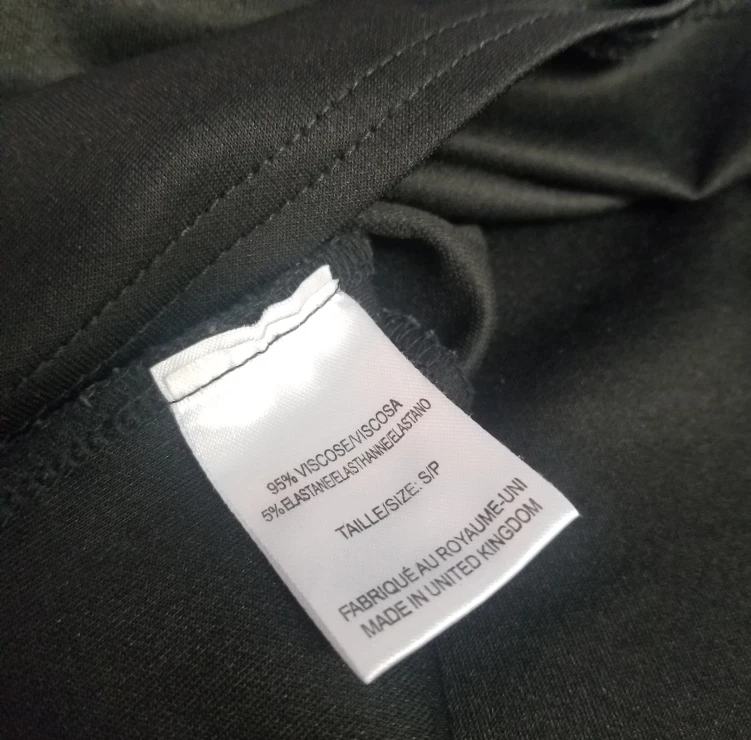 95% VISCOSE/VISCOSA
5% ELASTANE/ELASTHANNE/ELASTANO
TAILLE/SIZE: S/P
FABRIQUÉ AU ROYAUME-UNI
MADE IN UNITED KINGDOM